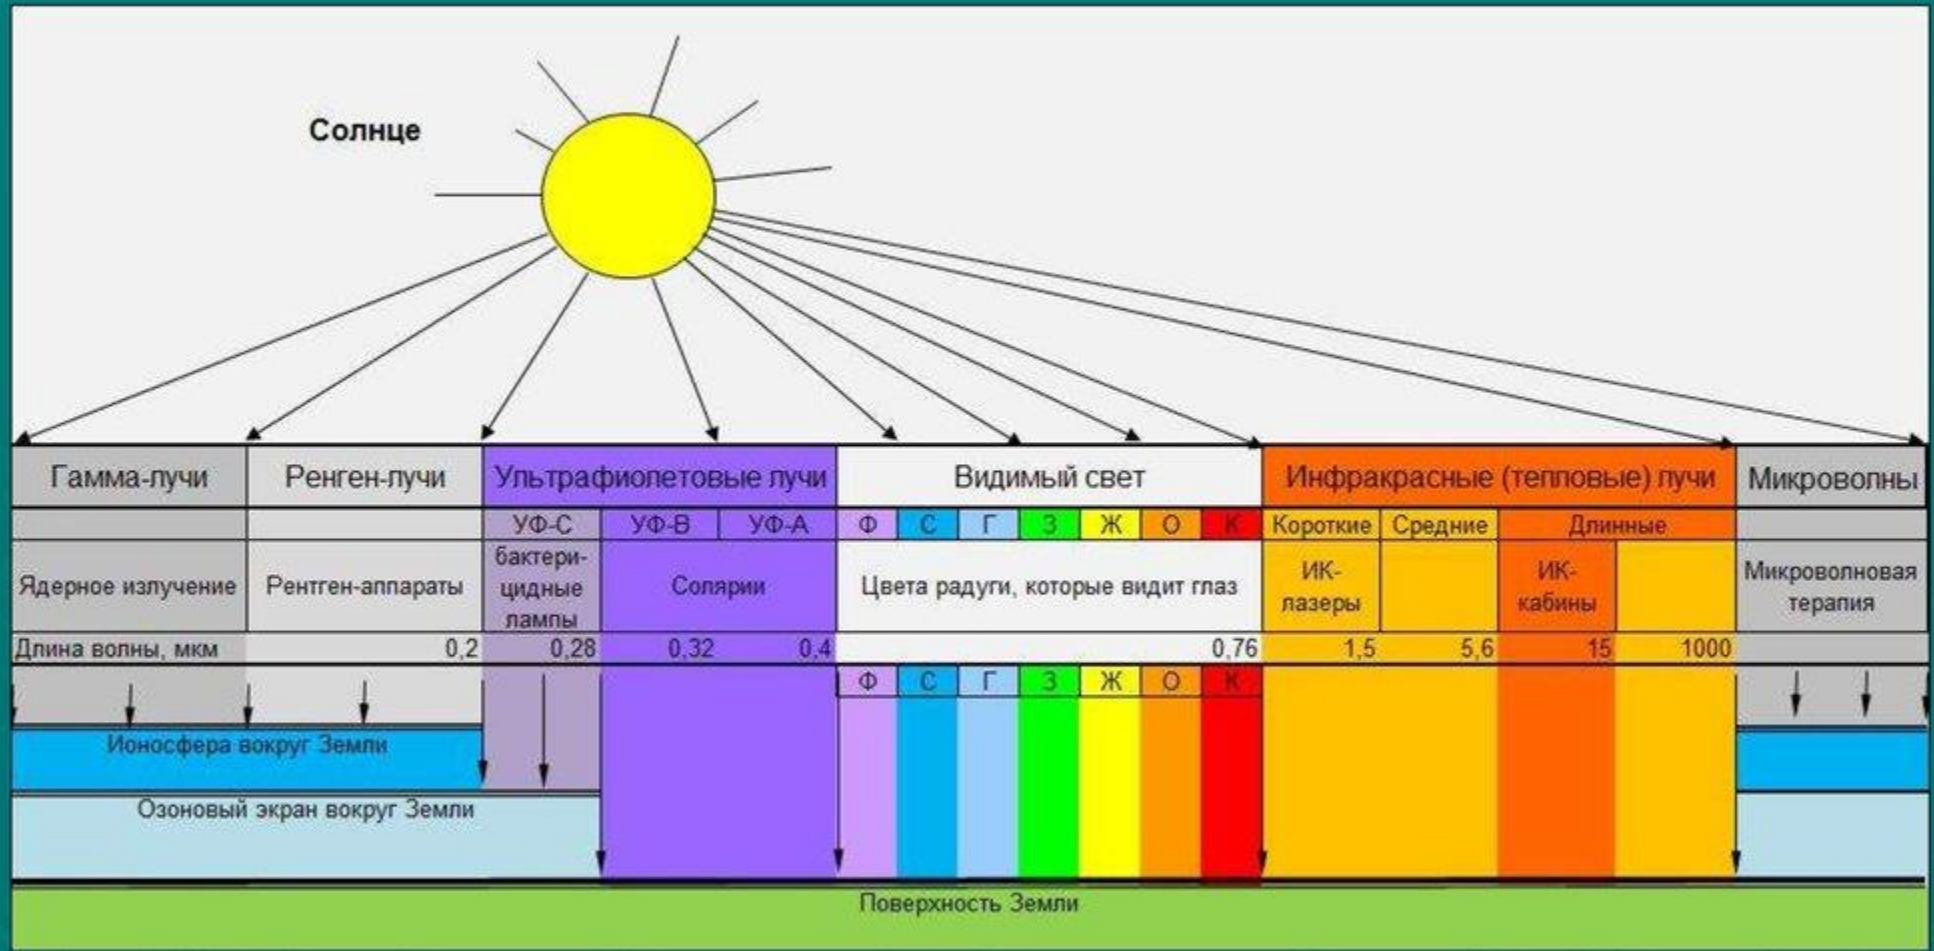 Солнце
Гамма-лучи Ренген-лучи Ультрафиолетовые лучи Видимый свет Инфракрасные (тепловые) лучи Микроволны
УФ-С УФ-В УФ-А Ф С Г З Ж О К Короткие Средние Длинные
Ядерное излучение
Рентген-аппараты
бактери-
цидные
лампы
Солярии
Цвета радуги, которые видит глаз
ИК-
лазеры
ИК-
кабины
Микроволновая
терапия
Длина волны, мкм 0,2 0,28 0,32 0,4 0,76 1,5 5,6 15 1000
Ф С Г З Ж О К
Ионосфера вокруг Земли
Озоновый экран вокруг Земли
Поверхность Земли